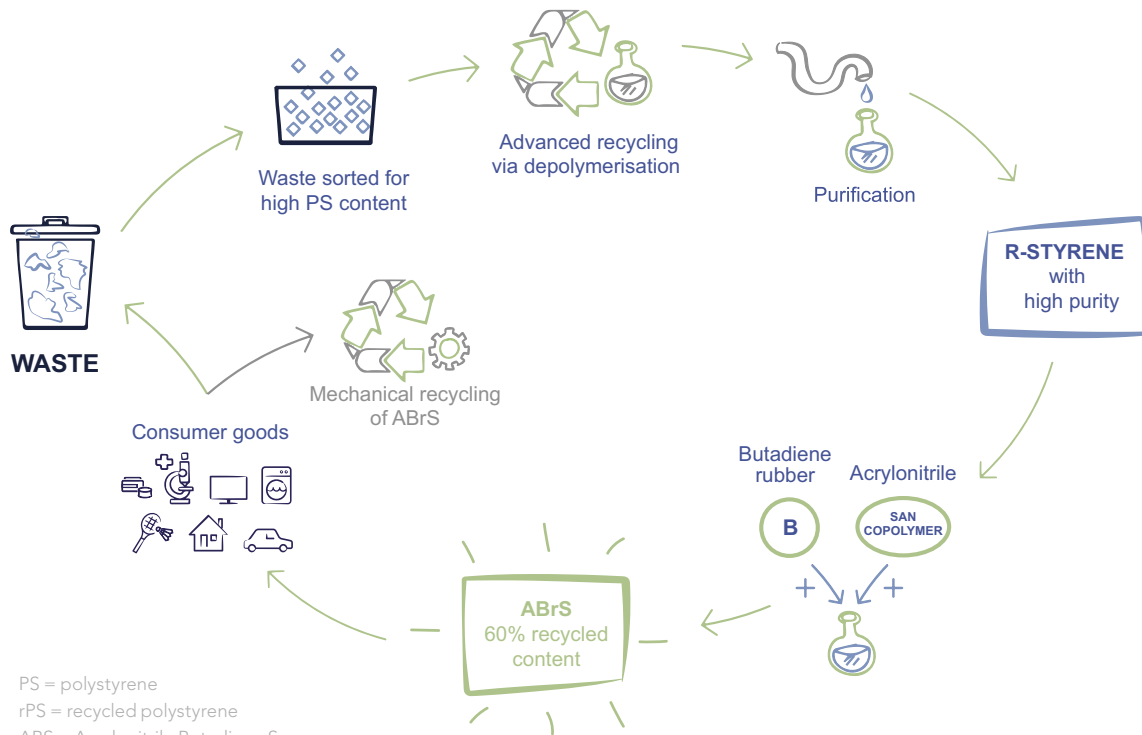 Advanced recycling
via depolymerisation
Waste sorted for
high PS content
Purification
R-STYRENE
with
high purity
WASTE
Mechanical recycling
of ABrS
Consumer goods
Butadiene
rubber
Acrylonitrile
B
SAN
COPOLYMER
ABrS
60% recycled
content
PS = polystyrene
rPS = recycled polystyrene